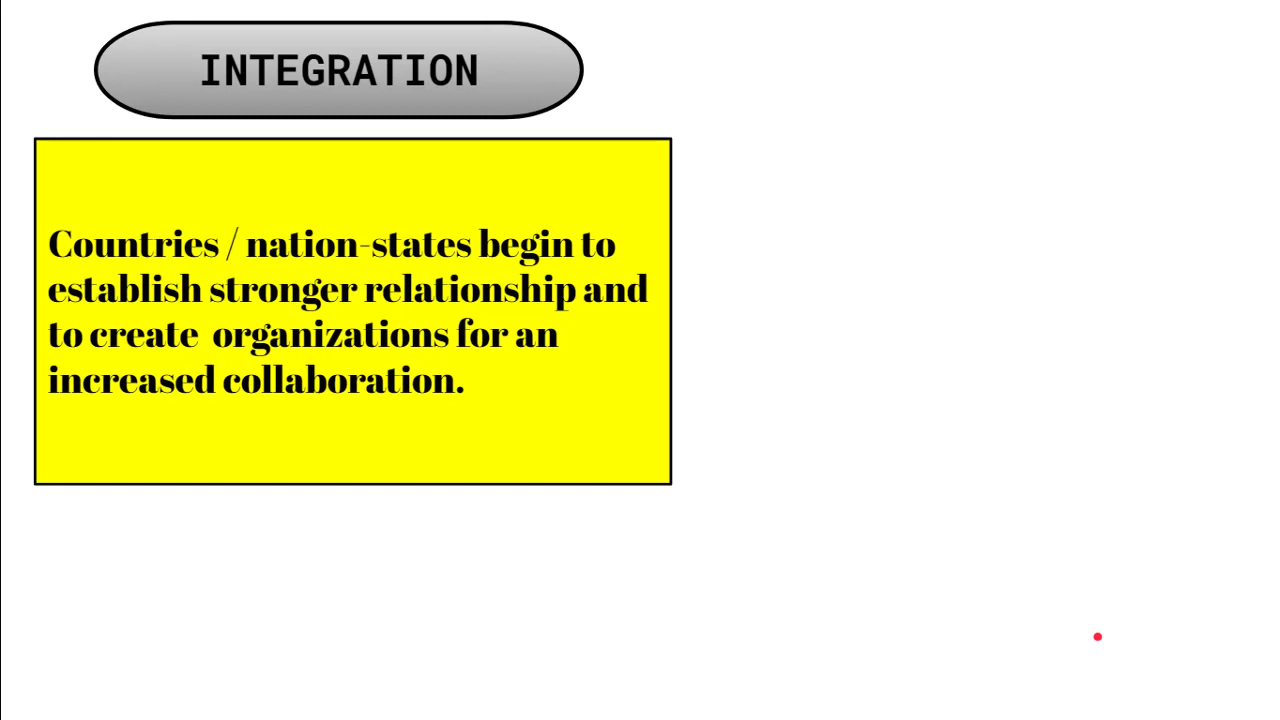 INTEGRATION
Countries / nation-states begin to
establish stronger relationship and
to create  organizations for an
increased collaboration.